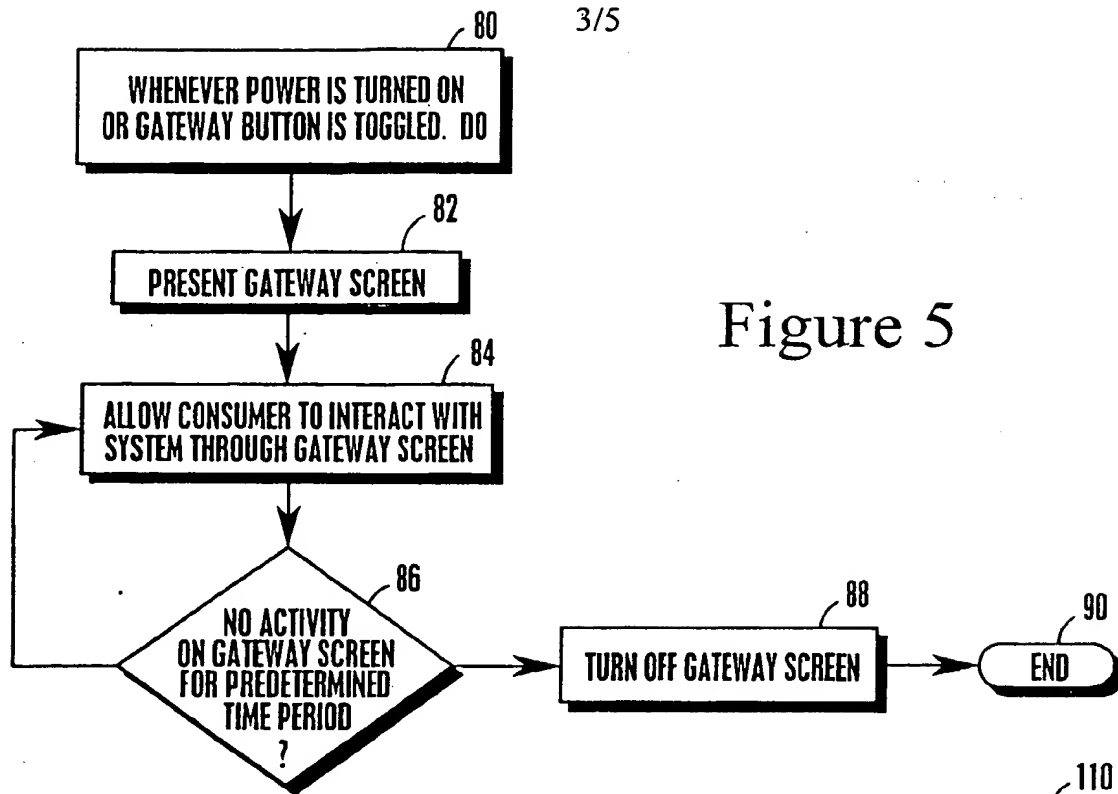 3/5
80
WHENEVER POWER IS TURNED ON
OR GATEWAY BUTTON IS TOGGLED. DO
82
PRESENT GATEWAY SCREEN
Figure 5
84
ALLOW CONSUMER TO INTERACT WITH
SYSTEM THROUGH GATEWAY SCREEN
86
NO ACTIVITY
ON GATEWAY SCREEN
FOR PREDETERMINED
TIME PERIOD
?
88
TURN OFF GATEWAY SCREEN
90
END
110